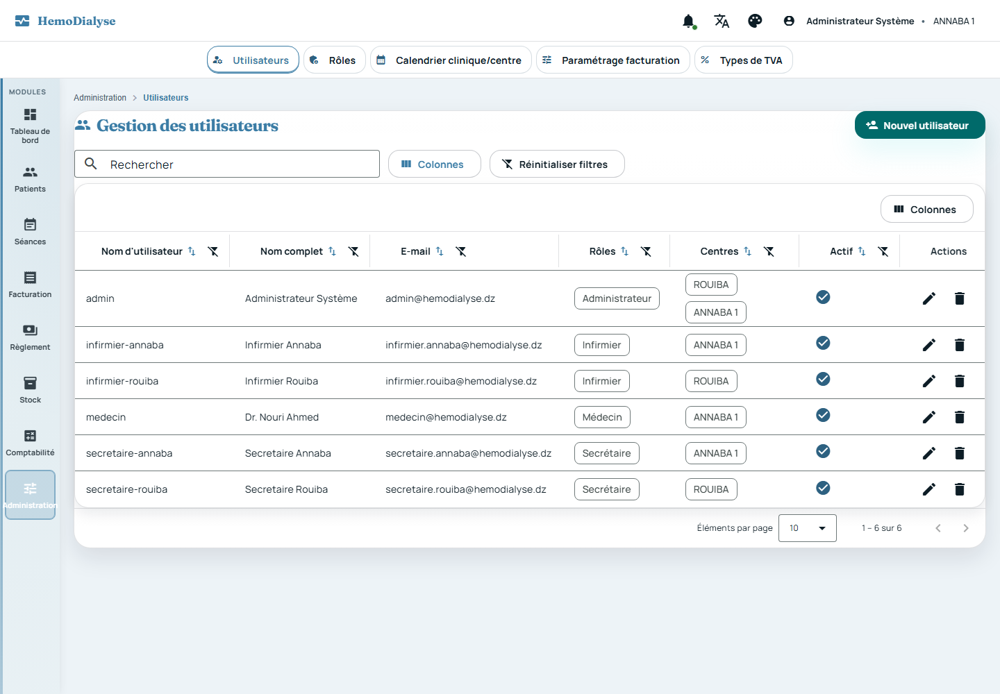 HemoDialyse
Administrateur Système • ANNABA 1
Utilisateurs
Rôles
Calendrier clinique/centre
Paramétrage facturation
Types de TVA
MODULES
Tableau de
bord
Patients
Séances
Facturation
Règlement
Stock
Comptabilité
Administration
Administration > Utilisateurs
Gestion des utilisateurs
Nouvel utilisateur
Rechercher
Colonnes
Réinitialiser filtres
Colonnes
Nom d'utilisateur Nom complet E-mail Rôles Centres Actif Actions
admin Administrateur Système admin@hemodialyse.dz Administrateur ROUIBA
ANNABA 1
infirmier-annaba Infirmier Annaba infirmier.annaba@hemodialyse.dz Infirmier ANNABA 1
infirmier-rouiba Infirmier Rouiba infirmier.rouiba@hemodialyse.dz Infirmier ROUIBA
medecin Dr. Nouri Ahmed medecin@hemodialyse.dz Médecin ANNABA 1
secretaire-annaba Secretaire Annaba secretaire.annaba@hemodialyse.dz Secrétaire ANNABA 1
secretaire-rouiba Secretaire Rouiba secretaire.rouiba@hemodialyse.dz Secrétaire ROUIBA
Éléments par page 10 1 – 6 sur 6